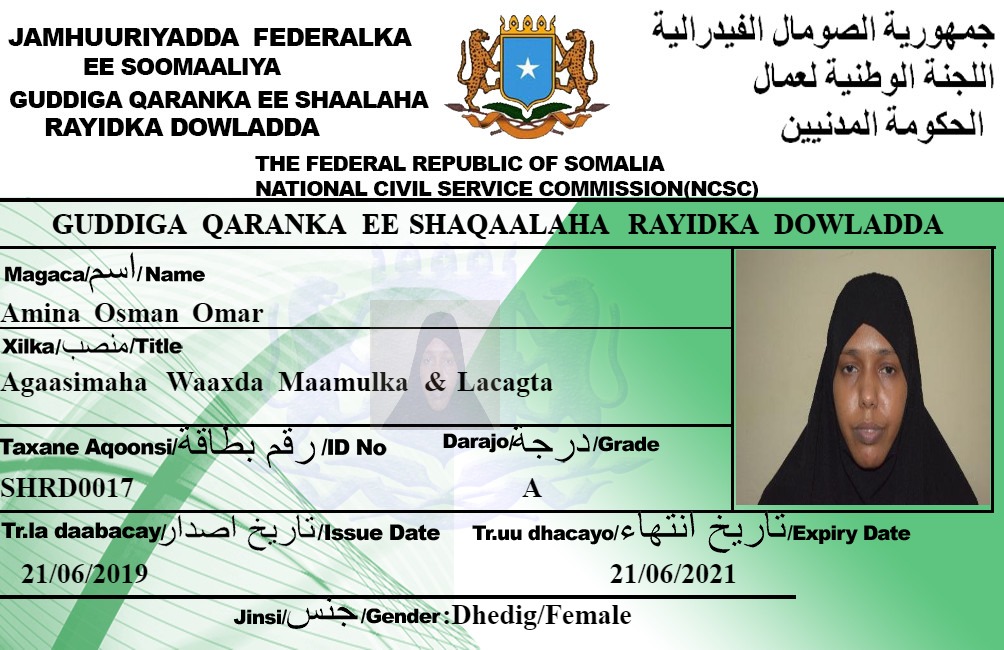 JAMHUURIYADDA FEDERALKA
EE SOOMAALIYA
GUDDIGA QARANKA EE SHAALAHA
RAYIDKA DOWLADDA
جمهورية الصومال الفيدرالية
اللجنة الوطنية لعمال
الحكومة المدنيين
THE FEDERAL REPUBLIC OF SOMALIA
NATIONAL CIVIL SERVICE COMMISSION(NCSC)
GUDDIGA QARANKA EE SHAQAALAHA RAYIDKA DOWLADDA
Magaca/اسم/Name
Amina Osman Omar
Xilka/منصب/Title
Agaasimaha Waaxda Maamulka & Lacagta
Taxane Aqoonsi/رقم بطاقة/ID No
Darajo/درجة/Grade
SHRD0017
A
Tr.la daabacay/تاريخ اصدار/Issue Date
Tr.uu dhacayo/تاريخ انتهاء/Expiry Date
21/06/2019
21/06/2021
Jinsi/جنس/Gender:Dhedig/Female